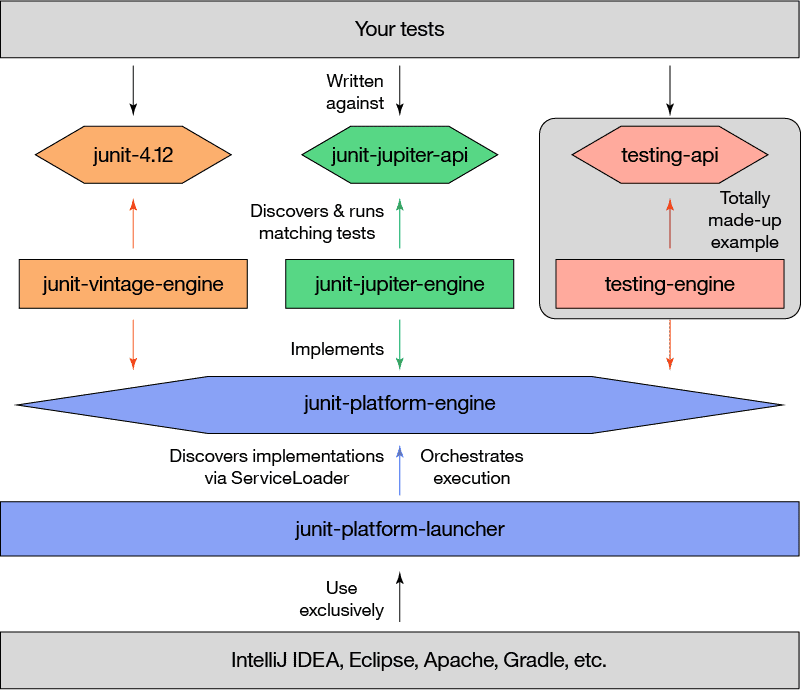 Your tests
Written
against
junit-4.12
junit-jupiter-api
testing-api
Discovers & runs
matching tests
Totally
made-up
example
junit-vintage-engine
junit-jupiter-engine
testing-engine
Implements
junit-platform-engine
Discovers implementations
via ServiceLoader
Orchestrates
execution
junit-platform-launcher
Use
exclusively
IntelliJ IDEA, Eclipse, Apache, Gradle, etc.